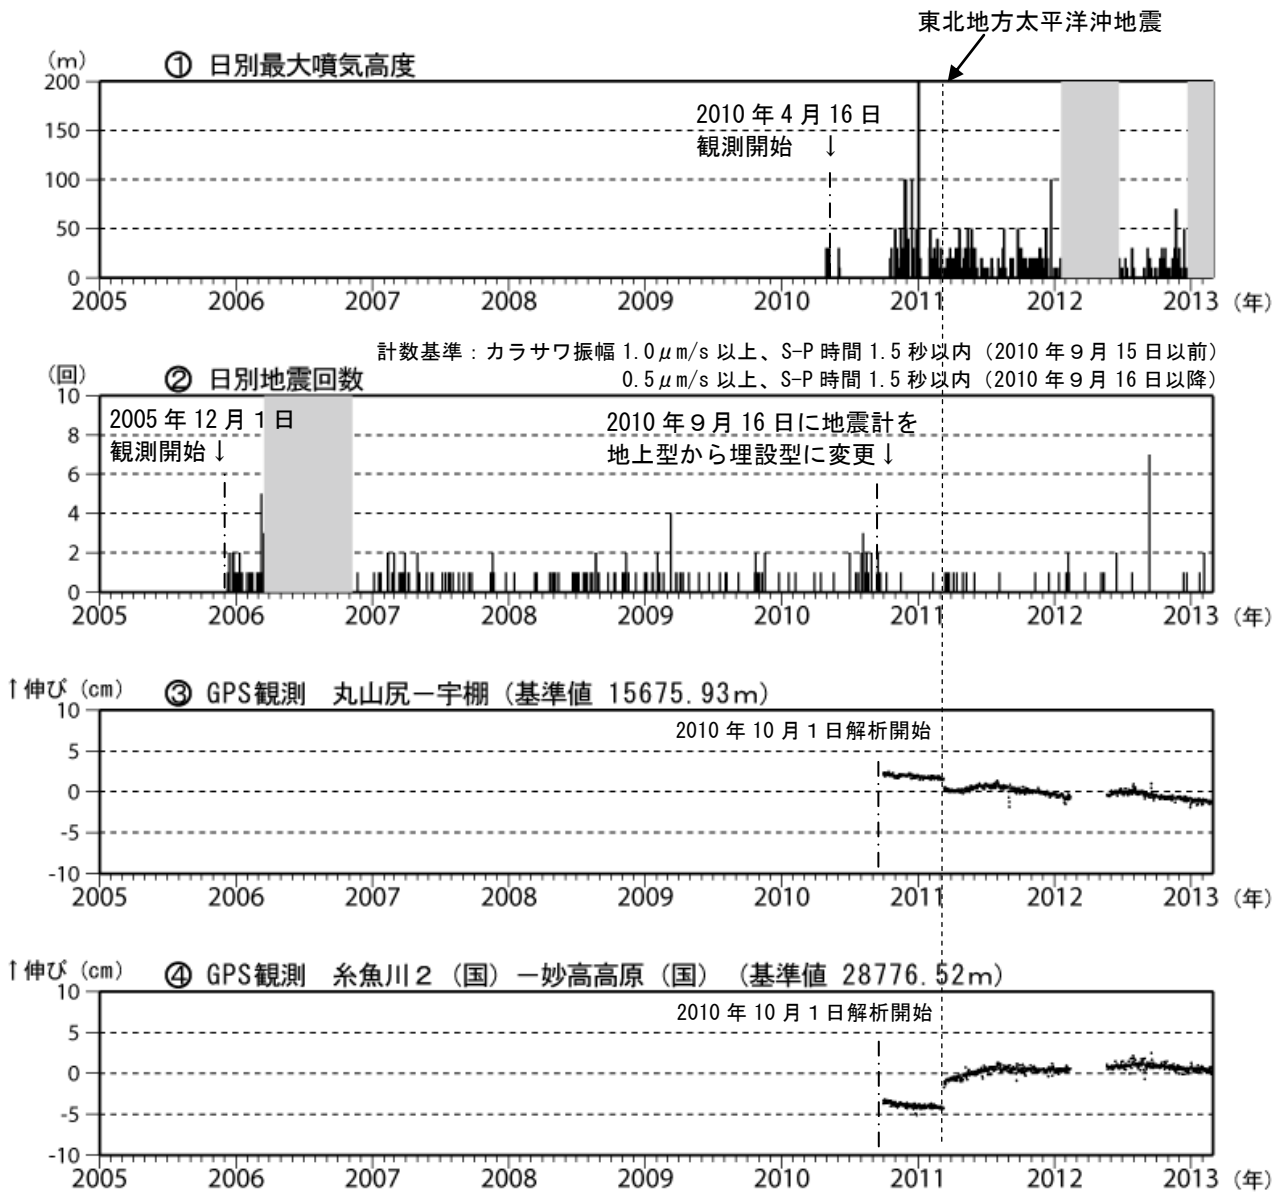 東北地方太平洋沖地震
(m) ① 日別最大噴気高度
200
150
100
50
0
2010年4月16日
観測開始 ↓
2005 2006 2007 2008 2009 2010 2011 2012 2013 (年)
計数基準：カラサワ振幅 1.0μm/s 以上、S-P 時間 1.5 秒以内（2010 年９月 15 日以前）
0.5μm/s 以上、S-P 時間 1.5 秒以内（2010 年９月 16 日以降）
(回) ② 日別地震回数
10
8
6
4
2
0
2005 年 12 月 1 日
観測開始 ↓
2010 年９月 16 日に地震計を
地上型から埋設型に変更 ↓
2005 2006 2007 2008 2009 2010 2011 2012 2013 (年)
↑伸び (cm) ③ GPS観測 丸山尻－宇棚 (基準値 15675.93m)
10
5
0
-5
-10
2010 年 10 月 1 日解析開始
2005 2006 2007 2008 2009 2010 2011 2012 2013 (年)
↑伸び (cm) ④ GPS観測 糸魚川２（国）－妙高高原（国） (基準値 28776.52m)
10
5
0
-5
-10
2010 年 10 月 1 日解析開始
2005 2006 2007 2008 2009 2010 2011 2012 2013 (年)